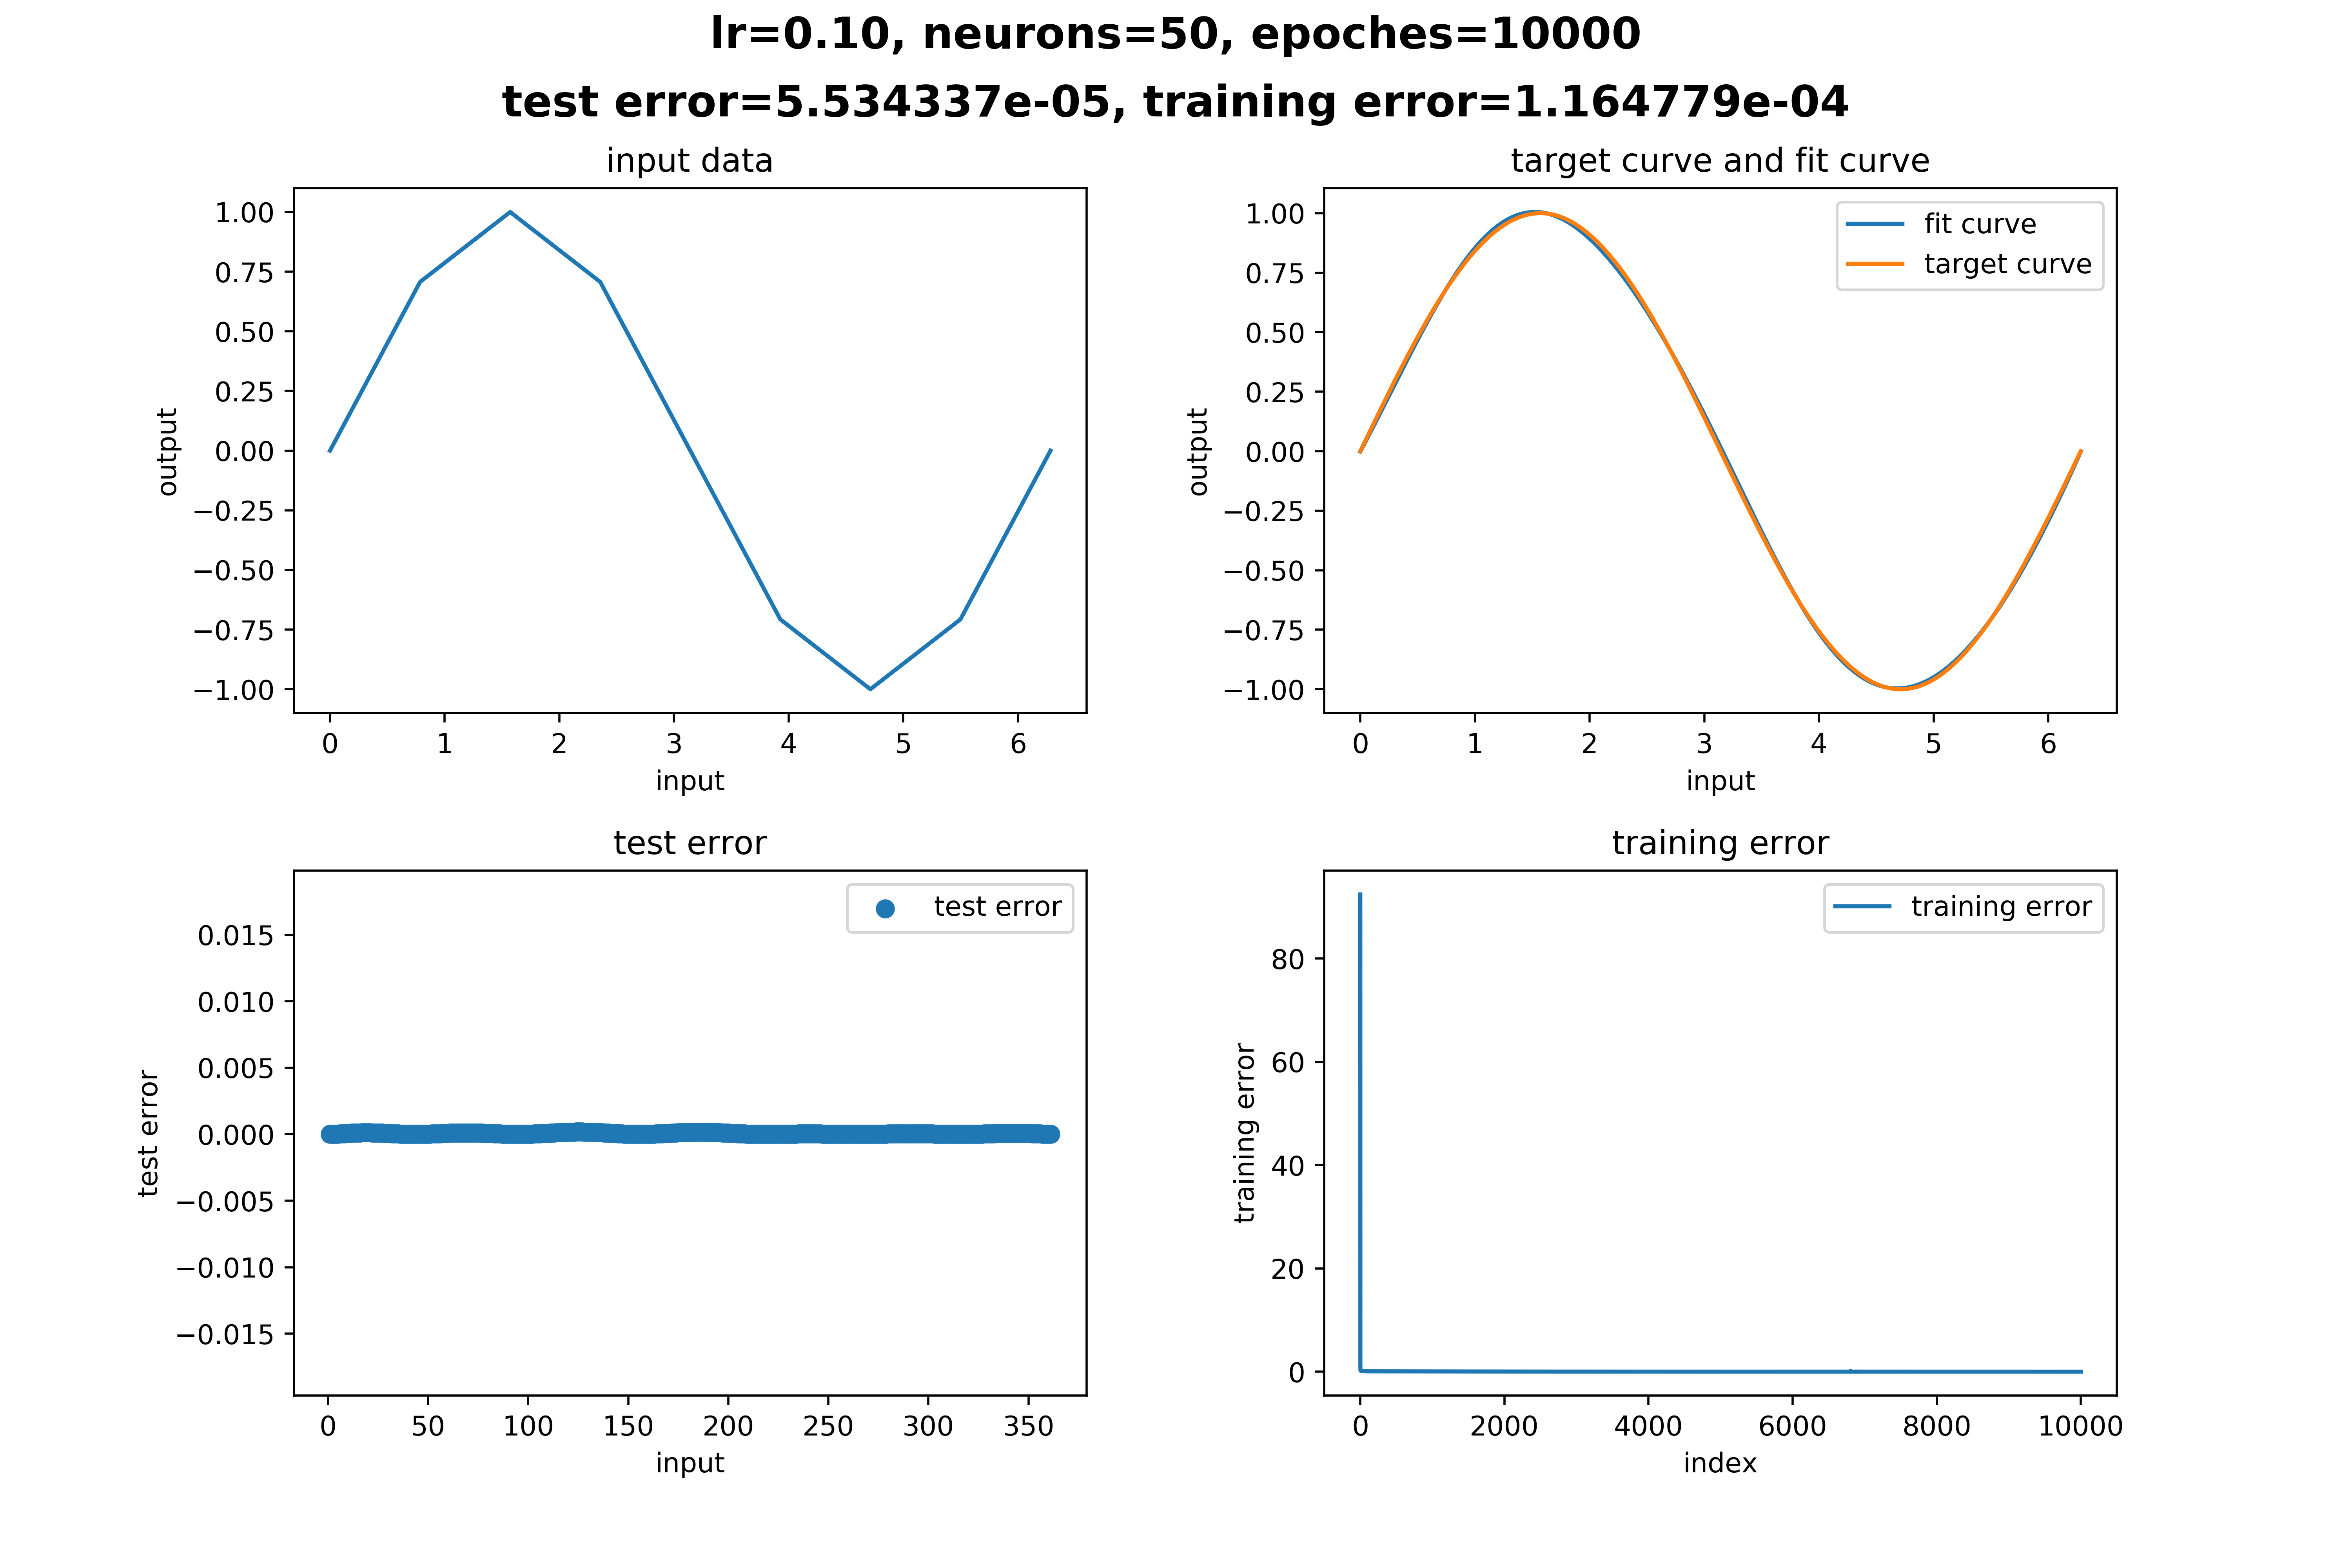 lr=0.10, neurons=50, epoches=10000
test error=5.534337e-05, training error=1.164779e-04
input data
1.00
0.75
0.50
0.25
0.00
−0.25
−0.50
−0.75
−1.00
output
0 1 2 3 4 5 6
input
target curve and fit curve
fit curve
target curve
1.00
0.75
0.50
0.25
0.00
−0.25
−0.50
−0.75
−1.00
output
0 1 2 3 4 5 6
input
test error
test error
0.015
0.010
0.005
0.000
−0.005
−0.010
−0.015
test error
0 50 100 150 200 250 300 350
input
training error
training error
80
60
40
20
0
training error
0 2000 4000 6000 8000 10000
index